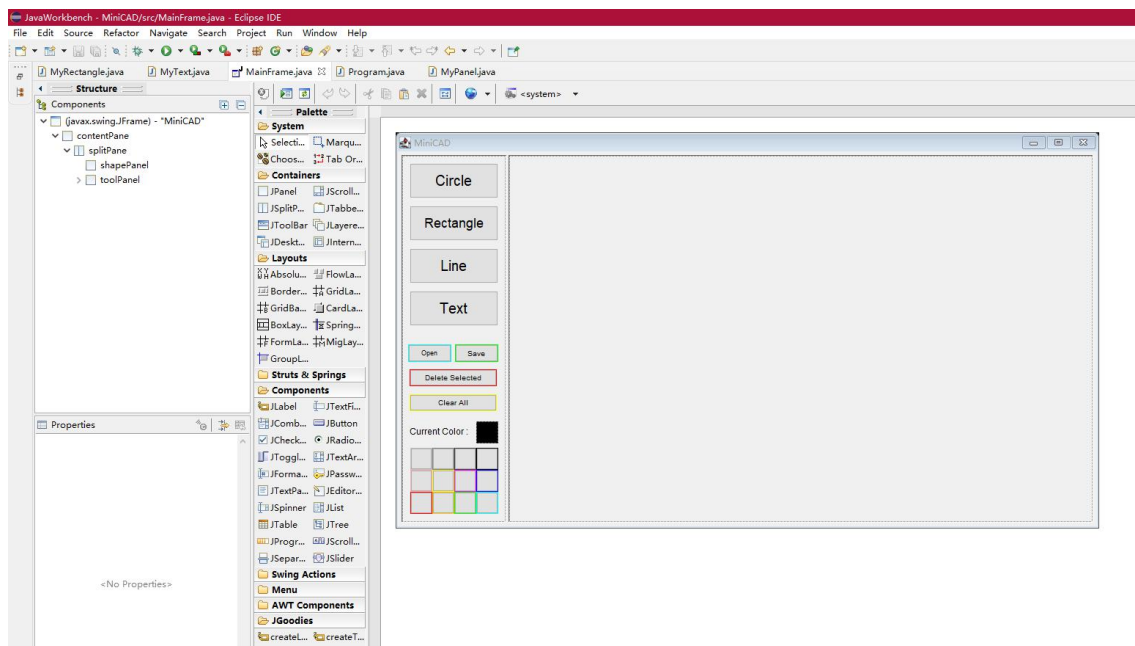 JavaWorkbench - MiniCAD/src/MainFrame.java - Eclipse IDE
File Edit Source Refactor Navigate Search Project Run Window Help
MyRectangle.java MyText.java MainFrame.java Program.java MyPanel.java
Structure
Components
(javax.swing.JFrame) - "MiniCAD"
contentPane
splitPane
shapePanel
toolPanel
Properties
<No Properties>
<system>
Palette
System
Selecti... Marqu...
Choos... Tab Or...
Containers
JPanel JScroll...
JSplitP... JTabbe...
JToolBar JLayere...
JDeskt... JIntern...
Layouts
Absolu... FlowLa...
Border... GridLa...
GridBa... CardLa...
BoxLay... Spring...
FormLa... MigLay...
GroupL...
Struts & Springs
Components
JLabel JTextFi...
JComb... JButton
JCheck... JRadio...
JToggl... JTextAr...
JForma... JPassw...
JTextPa... JEditor...
JSpinner JList
JTable JTree
JProgr... JScroll...
JSepar... JSlider
Swing Actions
Menu
AWT Components
JGoodies
createL... createT...
MiniCAD
Circle
Rectangle
Line
Text
Open Save
Delete Selected
Clear All
Current Color :